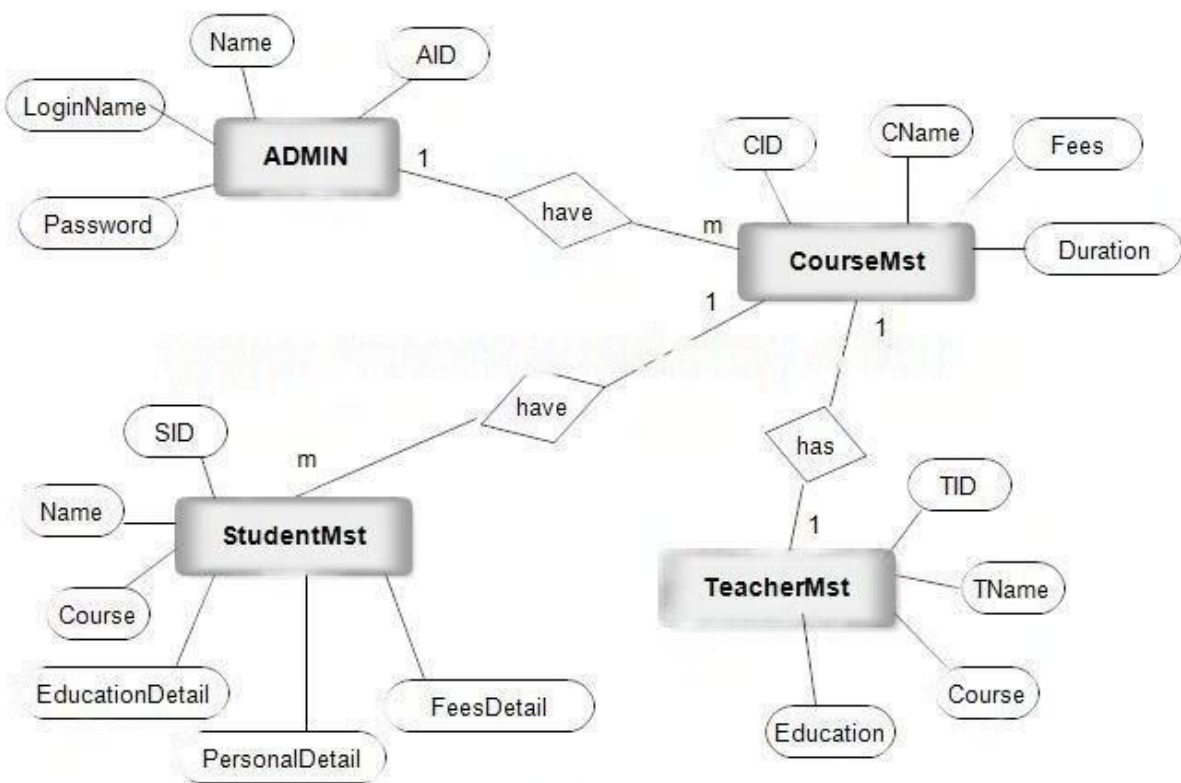 Name
AID
LoginName
ADMIN
Password
1
have
m
CID
CName
Fees
CourseMst
Duration
1
1
have
has
m
1
SID
Name
StudentMst
Course
EducationDetail
PersonalDetail
FeesDetail
TID
TeacherMst
TName
Course
Education